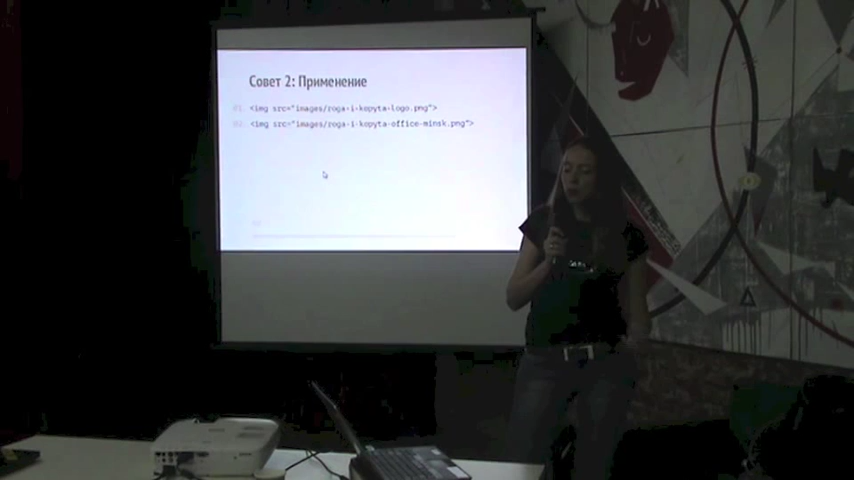 Совет 2: Применение
01. <img src="images/roga-i-kopyta-logo.png">
02. <img src="images/roga-i-kopyta-office-minsk.png">